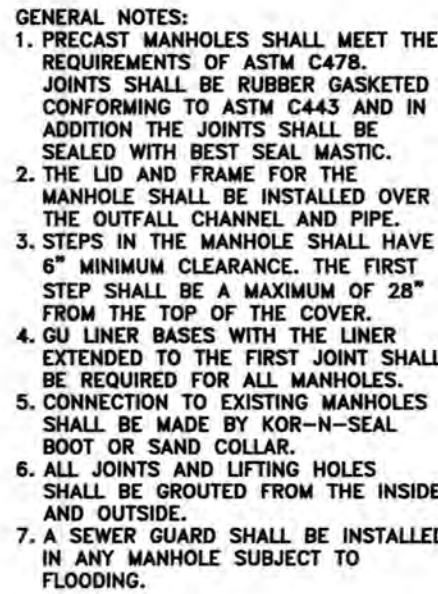 GENERAL NOTES:
1. PRECAST MANHOLES SHALL MEET THE
REQUIREMENTS OF ASTM C478.
JOINTS SHALL BE RUBBER GASKETED
CONFORMING TO ASTM C443 AND IN
ADDITION THE JOINTS SHALL BE
SEALED WITH BEST SEAL MASTIC.
2. THE LID AND FRAME FOR THE
MANHOLE SHALL BE INSTALLED OVER
THE OUTFALL CHANNEL AND PIPE.
3. STEPS IN THE MANHOLE SHALL HAVE
6" MINIMUM CLEARANCE. THE FIRST
STEP SHALL BE A MAXIMUM OF 28"
FROM THE TOP OF THE COVER.
4. GU LINER BASES WITH THE LINER
EXTENDED TO THE FIRST JOINT SHALL
BE REQUIRED FOR ALL MANHOLES.
5. CONNECTION TO EXISTING MANHOLES
SHALL BE MADE BY KOR-N-SEAL
BOOT OR SAND COLLAR.
6. ALL JOINTS AND LIFTING HOLES
SHALL BE GROUTED FROM THE INSIDE
AND OUTSIDE.
7. A SEWER GUARD SHALL BE INSTALLED
IN ANY MANHOLE SUBJECT TO
FLOODING.